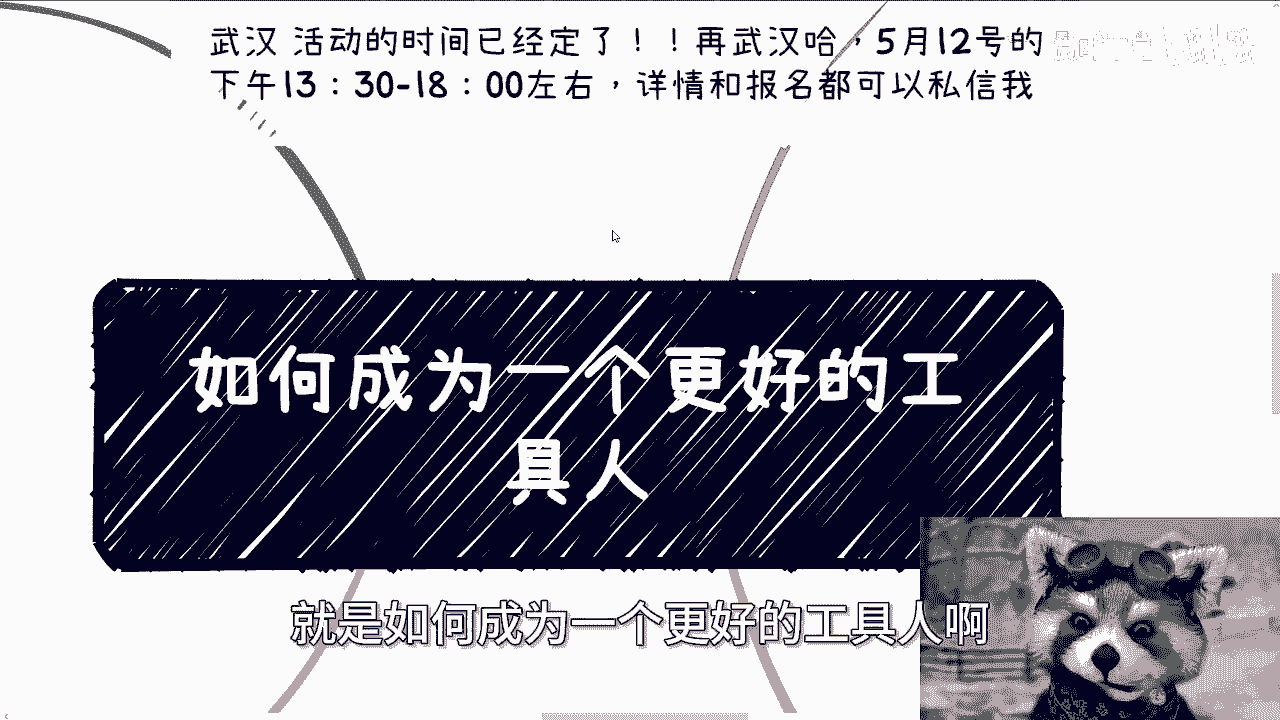 武汉 活动的时间已经定了！！再武汉哈，5月12号的
下午13：30-18：00左右，详情和报名都可以私信我
如何成为一个更好的工
具人
就是如何成为一个更好的工具人啊